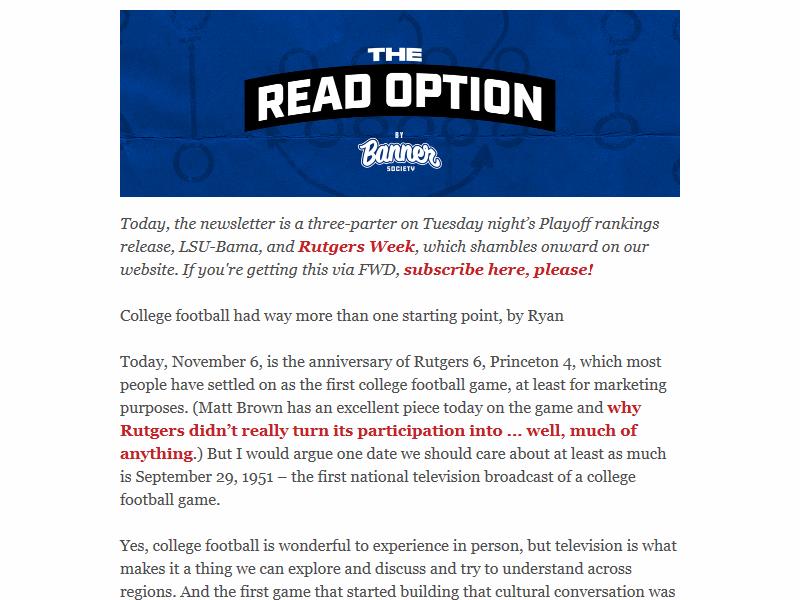 THE
READ OPTION
BY
Banner
SOCIETY
Today, the newsletter is a three-parter on Tuesday night’s Playoff rankings
release, LSU-Bama, and Rutgers Week, which shambles onward on our
website. If you're getting this via FWD, subscribe here, please!
College football had way more than one starting point, by Ryan
Today, November 6, is the anniversary of Rutgers 6, Princeton 4, which most
people have settled on as the first college football game, at least for marketing
purposes. (Matt Brown has an excellent piece today on the game and why
Rutgers didn’t really turn its participation into ... well, much of
anything.) But I would argue one date we should care about at least as much
is September 29, 1951 – the first national television broadcast of a college
football game.
Yes, college football is wonderful to experience in person, but television is what
makes it a thing we can explore and discuss and try to understand across
regions. And the first game that started building that cultural conversation was